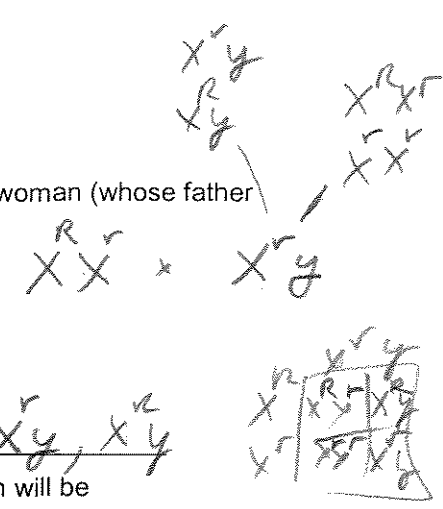 X^r y
X^R y
X^R X^r
X^r X^r
woman (whose father
X^R X^r × X^r y
X^r y
X^R X^R X^r X^R y
X^r X^r X^r X^r y
X^r y, X^R y
n will be